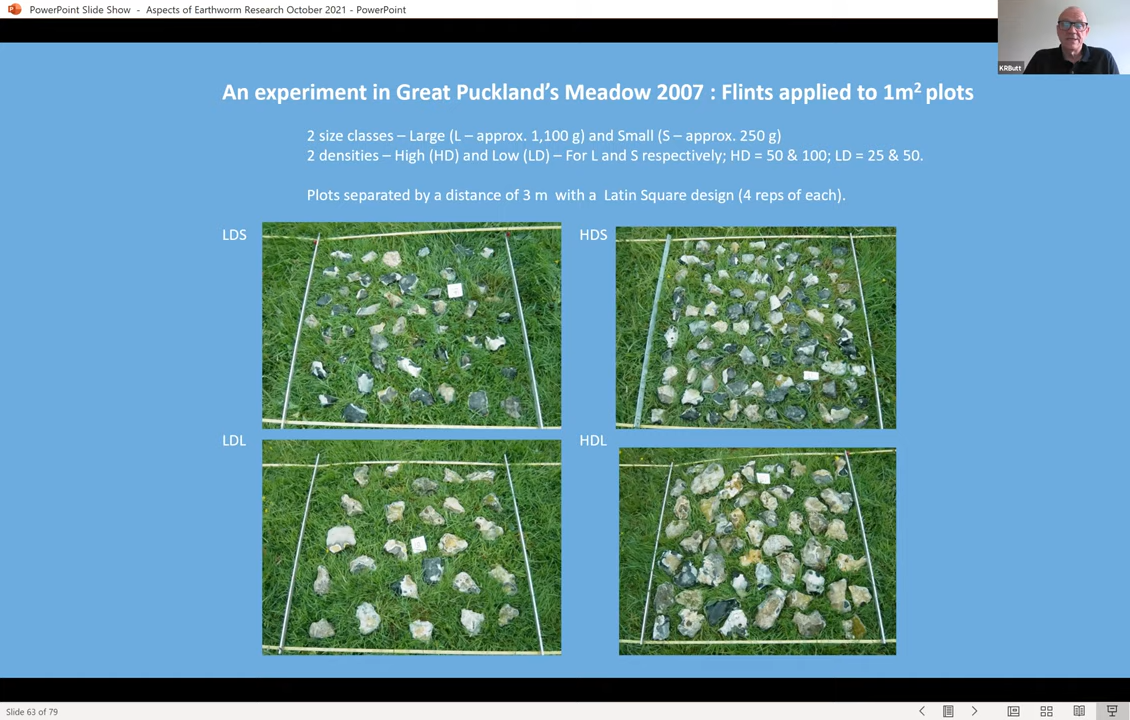 PowerPoint Slide Show - Aspects of Earthworm Research October 2021 - PowerPoint
KRButt
An experiment in Great Puckland's Meadow 2007 : Flints applied to 1m² plots
2 size classes – Large (L – approx. 1,100 g) and Small (S – approx. 250 g)
2 densities – High (HD) and Low (LD) – For L and S respectively; HD = 50 & 100; LD = 25 & 50.
Plots separated by a distance of 3 m with a Latin Square design (4 reps of each).
LDS
HDS
LDL
HDL
Slide 63 of 79